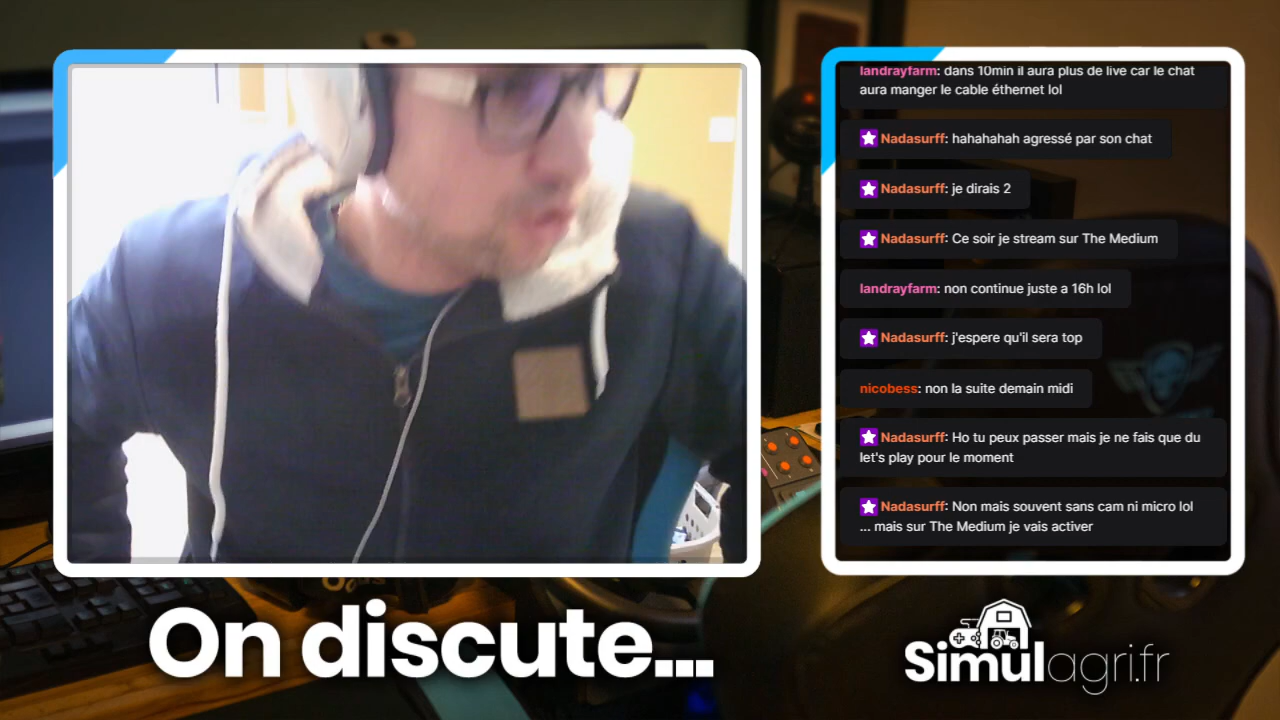 landrayfarm: dans 10min il aura plus de live car le chat
aura manger le cable éthernet lol
Nadasurff: hahahahah agressé par son chat
Nadasurff: je dirais 2
Nadasurff: Ce soir je stream sur The Medium
landrayfarm: non continue juste a 16h lol
Nadasurff: j'espere qu'il sera top
nicobess: non la suite demain midi
Nadasurff: Ho tu peux passer mais je ne fais que du
let's play pour le moment
Nadasurff: Non mais souvent sans cam ni micro lol
... mais sur The Medium je vais activer
On discute...
Simulagri.fr